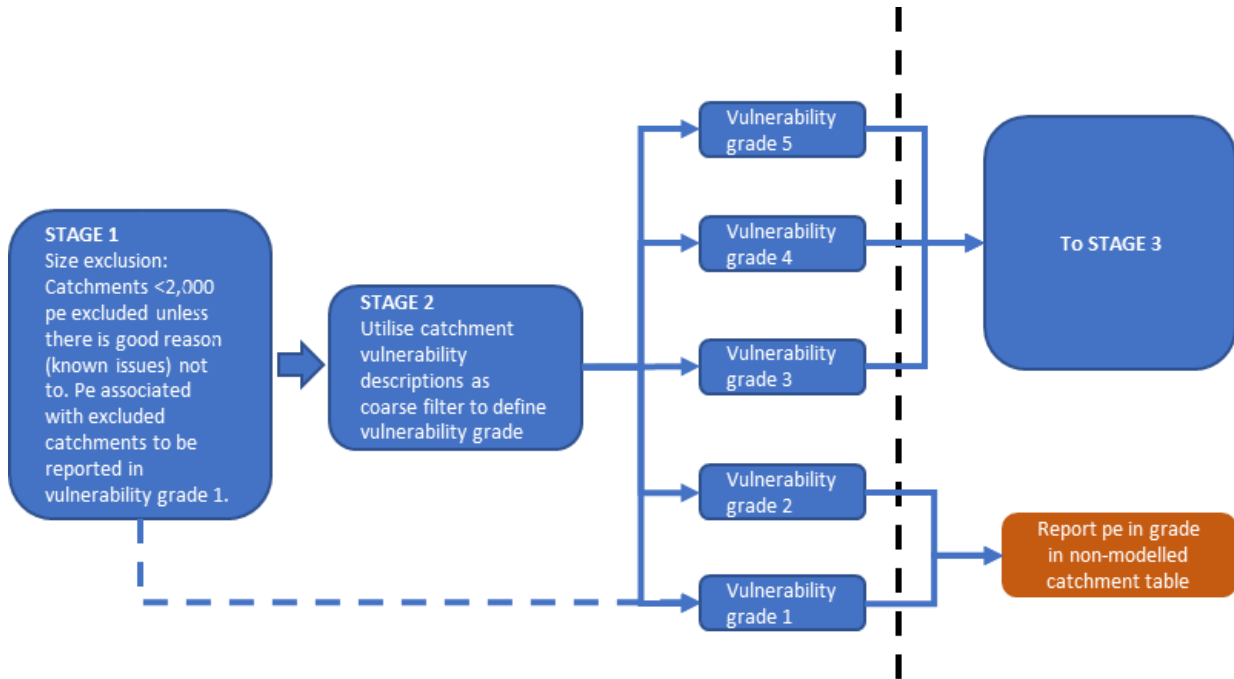 STAGE 1
Size exclusion:
Catchments <2,000
pe excluded unless
there is good reason
(known issues) not
to. Pe associated
with excluded
catchments to be
reported in
vulnerability grade 1.
STAGE 2
Utilise catchment
vulnerability
descriptions as
coarse filter to define
vulnerability grade
Vulnerability
grade 5
Vulnerability
grade 4
Vulnerability
grade 3
Vulnerability
grade 2
Vulnerability
grade 1
To STAGE 3
Report pe in grade
in non-modelled
catchment table